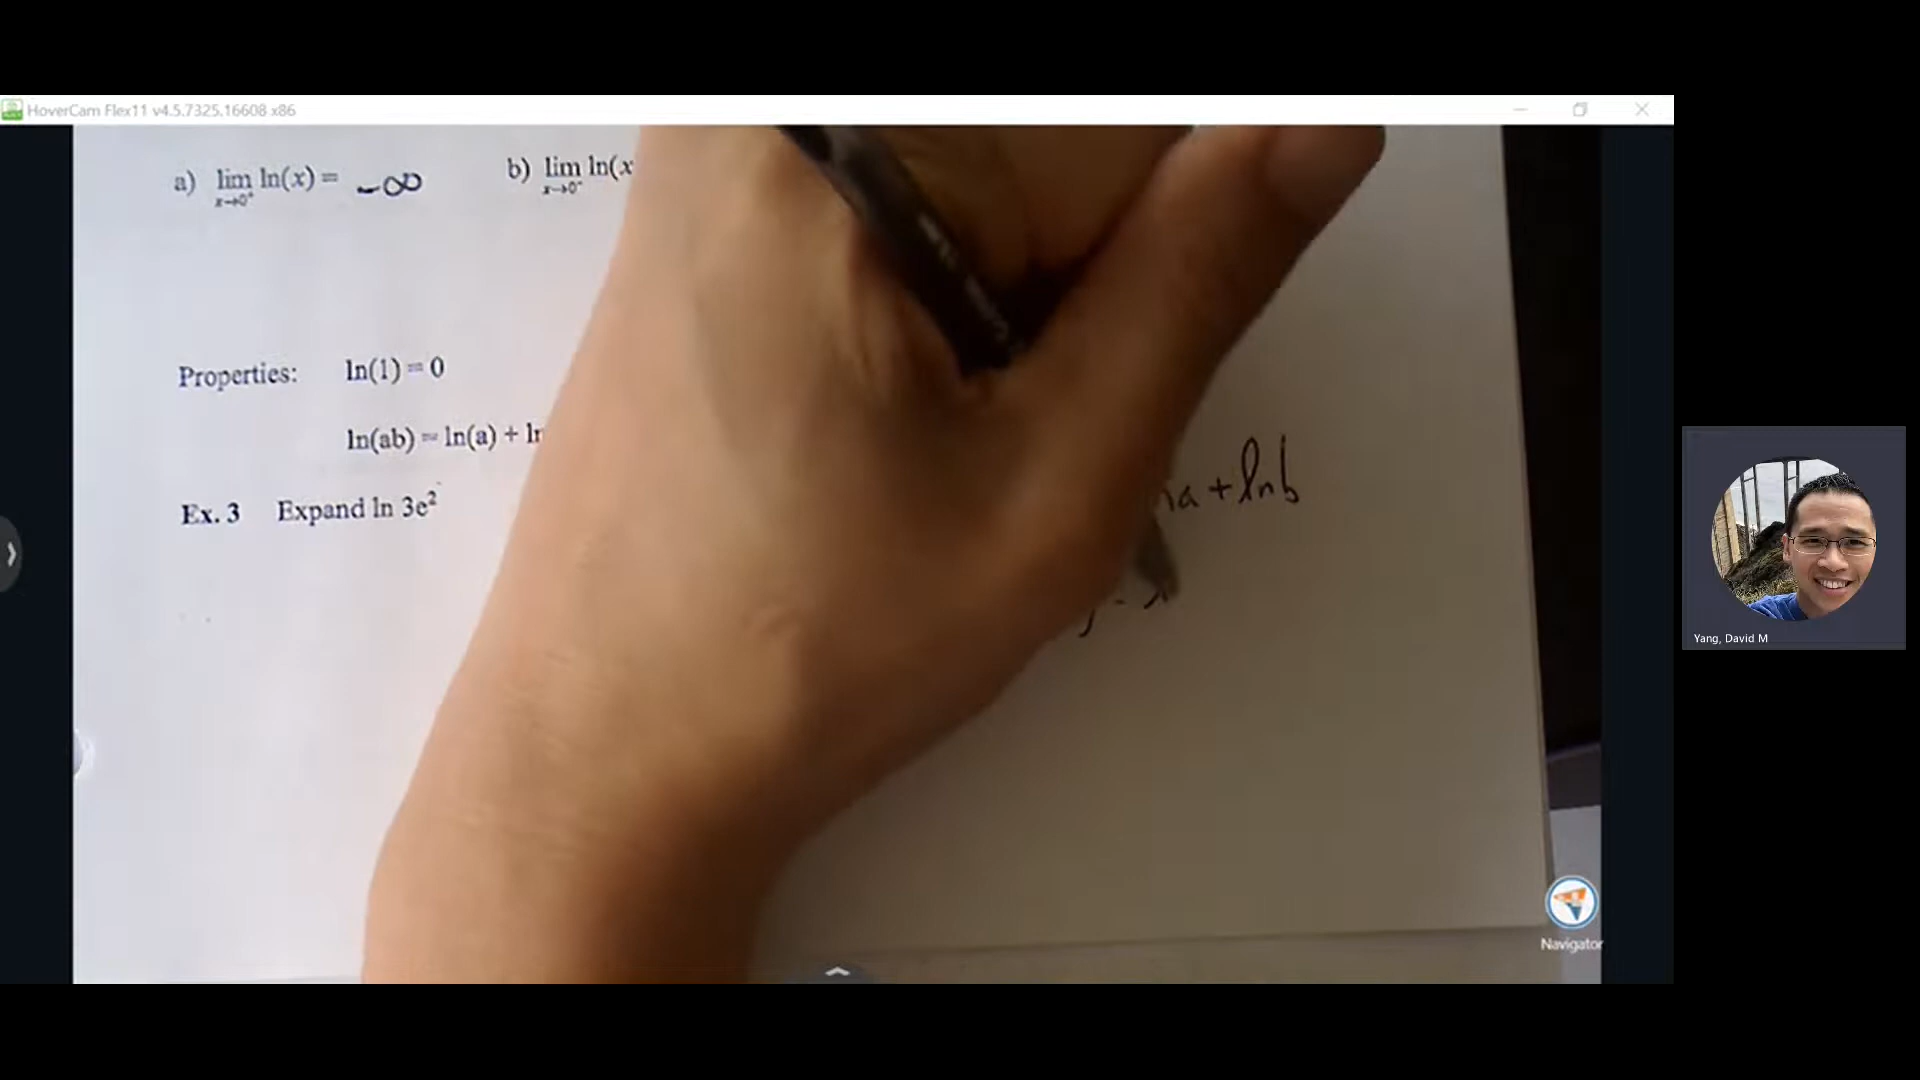 HoverCam Flex11 v4.5.7325.16608 x86
a) lim x→0⁺ ln(x) = -∞ b) lim x→0⁻ ln(x
Properties: ln(1) = 0
ln(ab) = ln(a) + ln
a + ln b
Ex. 3 Expand ln 3e²
Yang, David M
Navigator